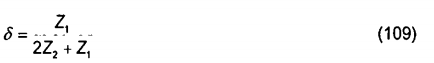 δ = Z₁ / (2Z₂ + Z₁) (109)